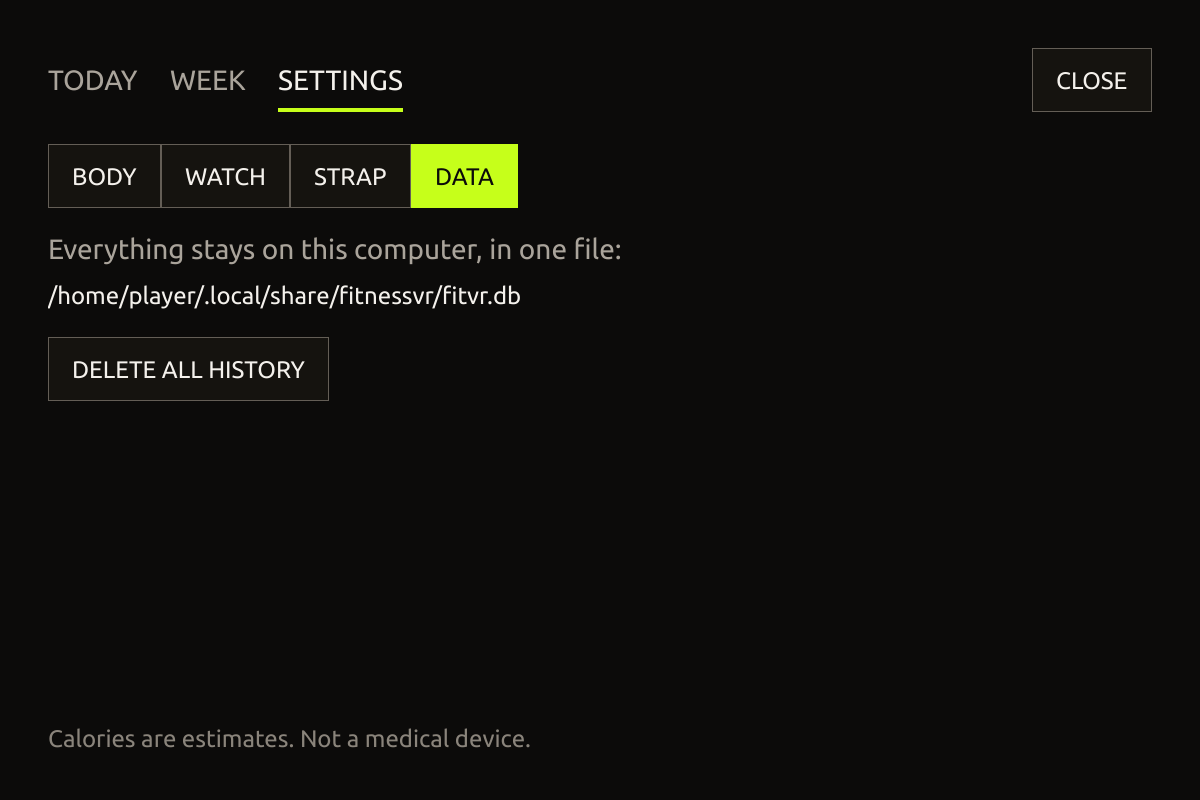 TODAY WEEK SETTINGS CLOSE
BODY WATCH STRAP DATA
Everything stays on this computer, in one file:
/home/player/.local/share/fitnessvr/fitvr.db
DELETE ALL HISTORY
Calories are estimates. Not a medical device.